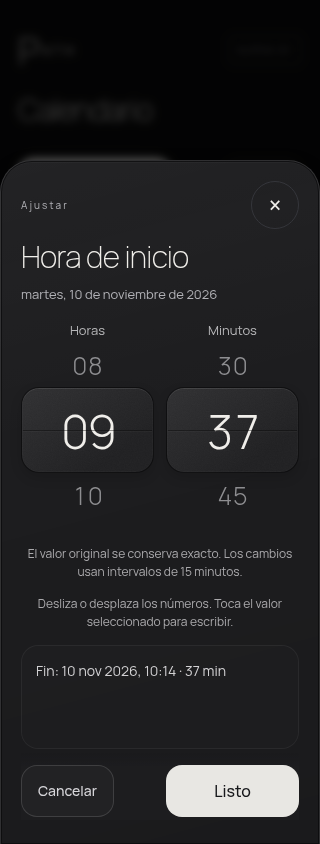 Calendario
Ajustar
Hora de inicio
martes, 10 de noviembre de 2026
Horas Minutos
08 30
09 37
10 45
El valor original se conserva exacto. Los cambios
usan intervalos de 15 minutos.
Desliza o desplaza los números. Toca el valor
seleccionado para escribir.
Fin: 10 nov 2026, 10:14 · 37 min
Cancelar Listo